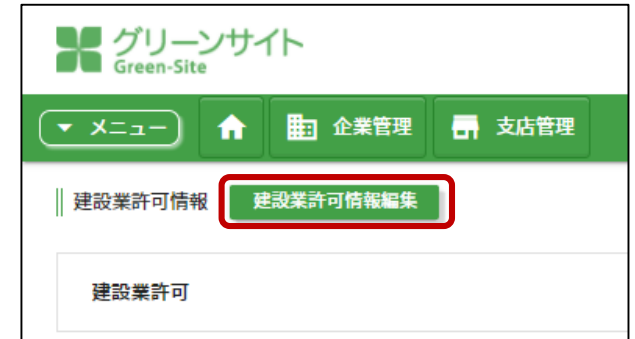 グリーンサイト
Green-Site
メニュー 企業管理 支店管理
建設業許可情報 建設業許可情報編集
建設業許可